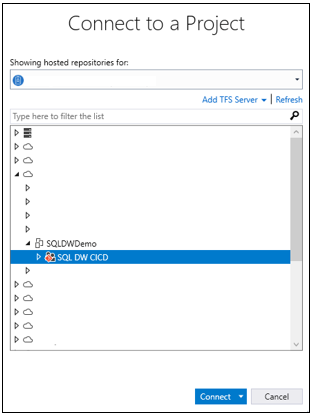 Connect to a Project
Showing hosted repositories for:
Add TFS Server | Refresh
Type here to filter the list
SQLDWDemo
SQL DW CICD
Connect Cancel